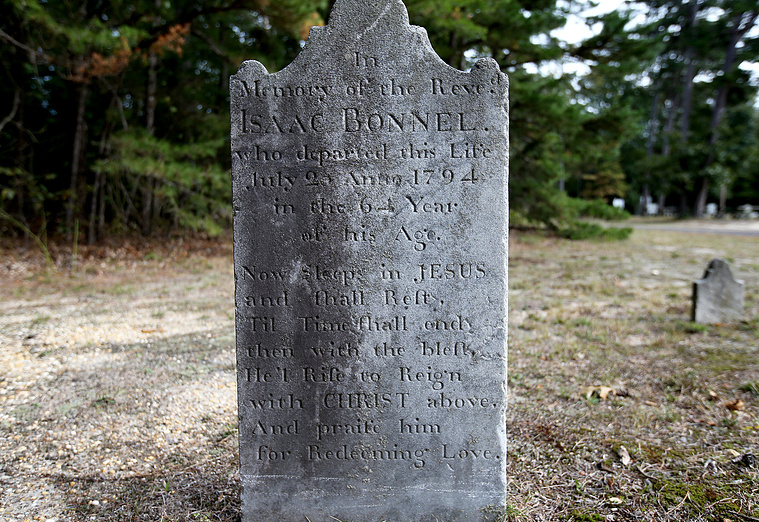 In
Memory of the Reve:
ISAAC BONNEL.
who departed this Life
July 25 Anno 1794
in the 64 Year
of his Age.
Now sleeps in JESUS
and ſhall Reſt,
Til Time ſhall end,
then with the bleſt,
He'l Riſe to Reign
with CHRIST above,
And praiſe him
for Redeeming Love.